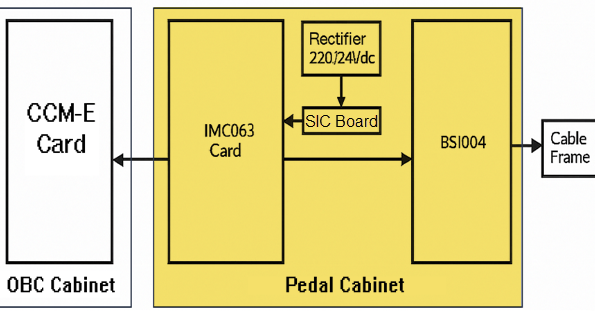 CCM-E
Card
OBC Cabinet
IMC063
Card
Rectifier
220/24Vdc
SIC Board
BSI004
Pedal Cabinet
Cable
Frame